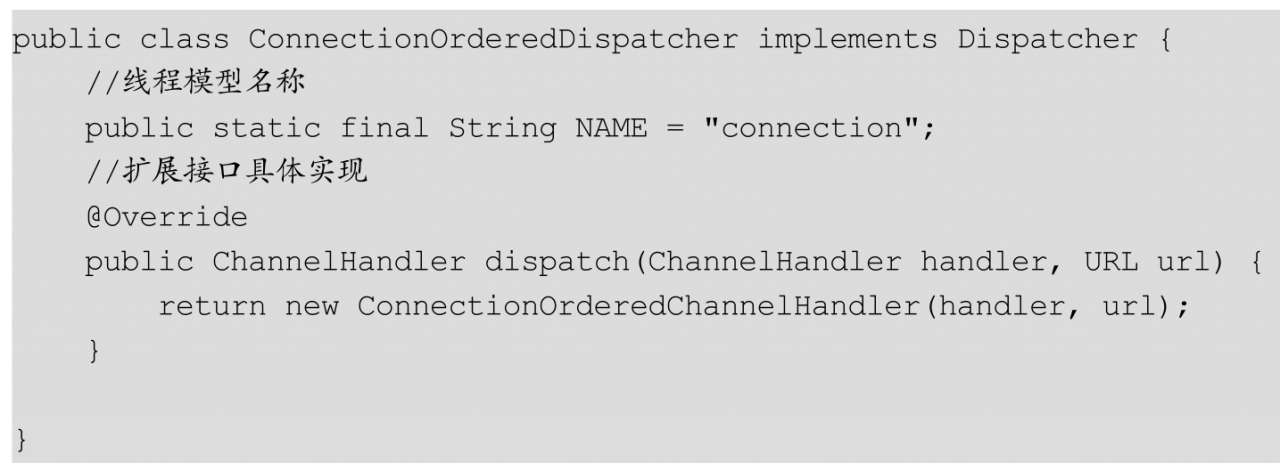 public class ConnectionOrderedDispatcher implements Dispatcher {
    //线程模型名称
    public static final String NAME = "connection";
    //扩展接口具体实现
    @Override
    public ChannelHandler dispatch(ChannelHandler handler, URL url) {
        return new ConnectionOrderedChannelHandler(handler, url);
    }
}